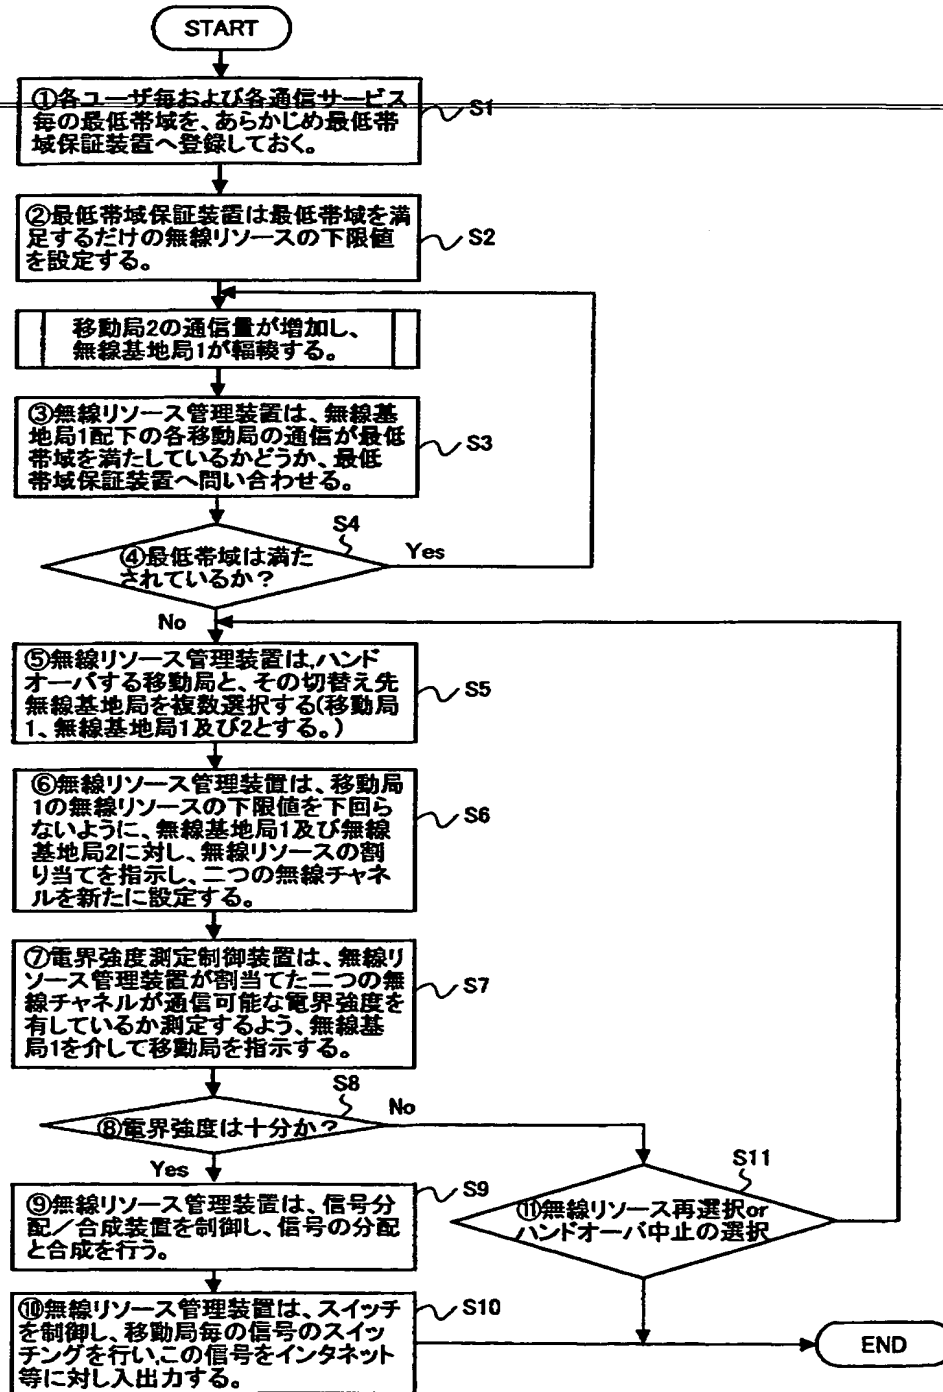 START
①各ユーザ毎および各通信サービス
毎の最低帯域を、あらかじめ最低帯
域保証装置へ登録しておく。
S1
②最低帯域保証装置は最低帯域を満
足するだけの無線リソースの下限値
を設定する。
S2
移動局2の通信量が増加し、
無線基地局1が輻輳する。
③無線リソース管理装置は、無線基
地局1配下の各移動局の通信が最低
帯域を満たしているかどうか、最低
帯域保証装置へ問い合わせる。
S3
S4
④最低帯域は満た
されているか？
Yes
No
⑤無線リソース管理装置は、ハンド
オーバする移動局と、その切替え先
無線基地局を複数選択する(移動局
1、無線基地局1及び2とする。)
S5
⑥無線リソース管理装置は、移動局
1の無線リソースの下限値を下回ら
ないように、無線基地局1及び無線
基地局2に対し、無線リソースの割
り当てを指示し、二つの無線チャネ
ルを新たに設定する。
S6
⑦電界強度測定制御装置は、無線リ
ソース管理装置が割当てた二つの無
線チャネルが通信可能な電界強度を
有しているか測定するよう、無線基
局1を介して移動局を指示する。
S7
S8
⑧電界強度は十分か？
No
Yes
⑨無線リソース管理装置は、信号分
配／合成装置を制御し、信号の分配
と合成を行う。
S9
S11
⑪無線リソース再選択or
ハンドオーバ中止の選択
⑩無線リソース管理装置は、スイッチ
を制御し、移動局毎の信号のスイッ
チングを行い、この信号をインタネット
等に対し入出力する。
S10
END